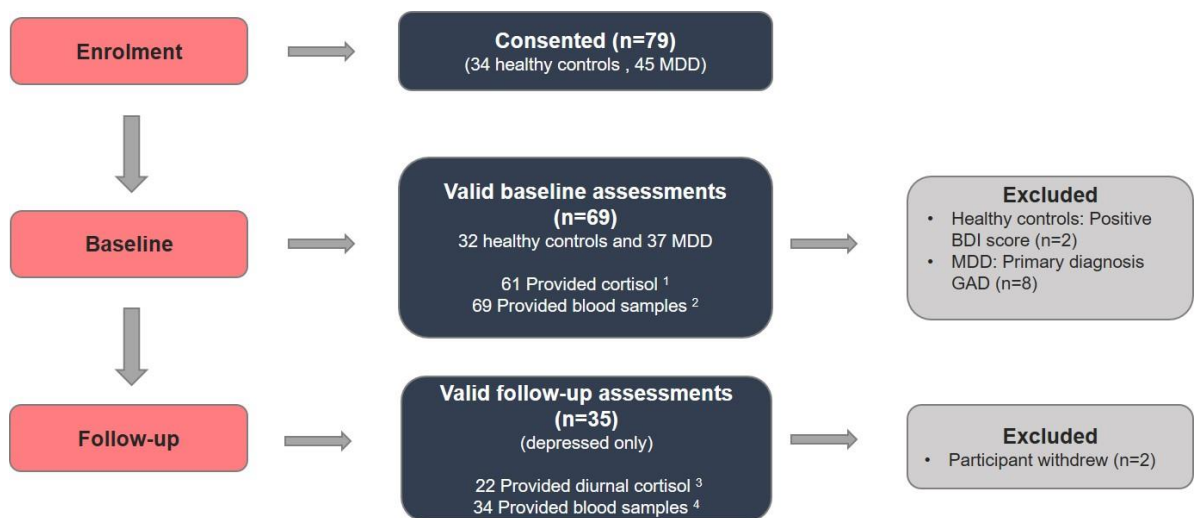 Enrolment
Consented (n=79)
(34 healthy controls , 45 MDD)
Baseline
Valid baseline assessments
(n=69)
32 healthy controls and 37 MDD
61 Provided cortisol 1
69 Provided blood samples 2
Excluded
• Healthy controls: Positive
BDI score (n=2)
• MDD: Primary diagnosis
GAD (n=8)
Follow-up
Valid follow-up assessments
(n=35)
(depressed only)
22 Provided diurnal cortisol 3
34 Provided blood samples 4
Excluded
• Participant withdrew (n=2)